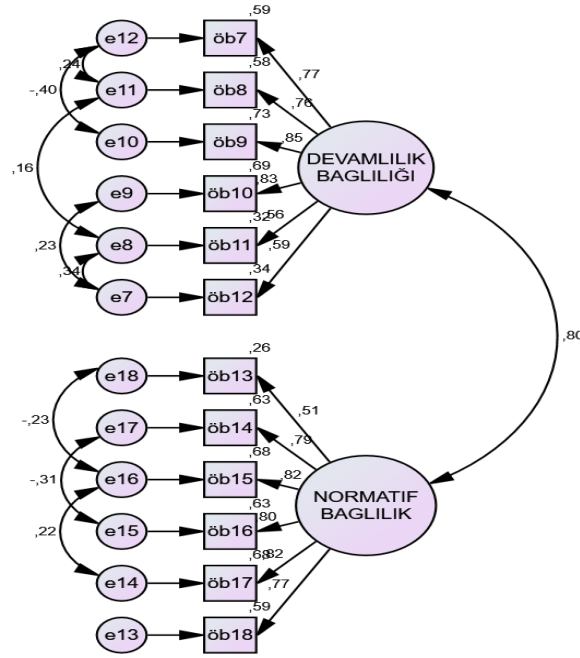 ,59
e12
öb7
,24
,77
,58
-,40
e11
öb8
,76
,73
e10
öb9
,85
DEVAMLILIK
BAGLILIĞI
,69
,16
e9
öb10
,83
,32
,56
,23
e8
öb11
,59
,34
,34
e7
öb12
,80
,26
e18
öb13
,51
,63
-,23
e17
öb14
,79
,68
e16
öb15
,82
NORMATIF
BAGLILIK
-,31
,63
e15
öb16
,80
,22
,68
,82
e14
öb17
,77
,59
e13
öb18